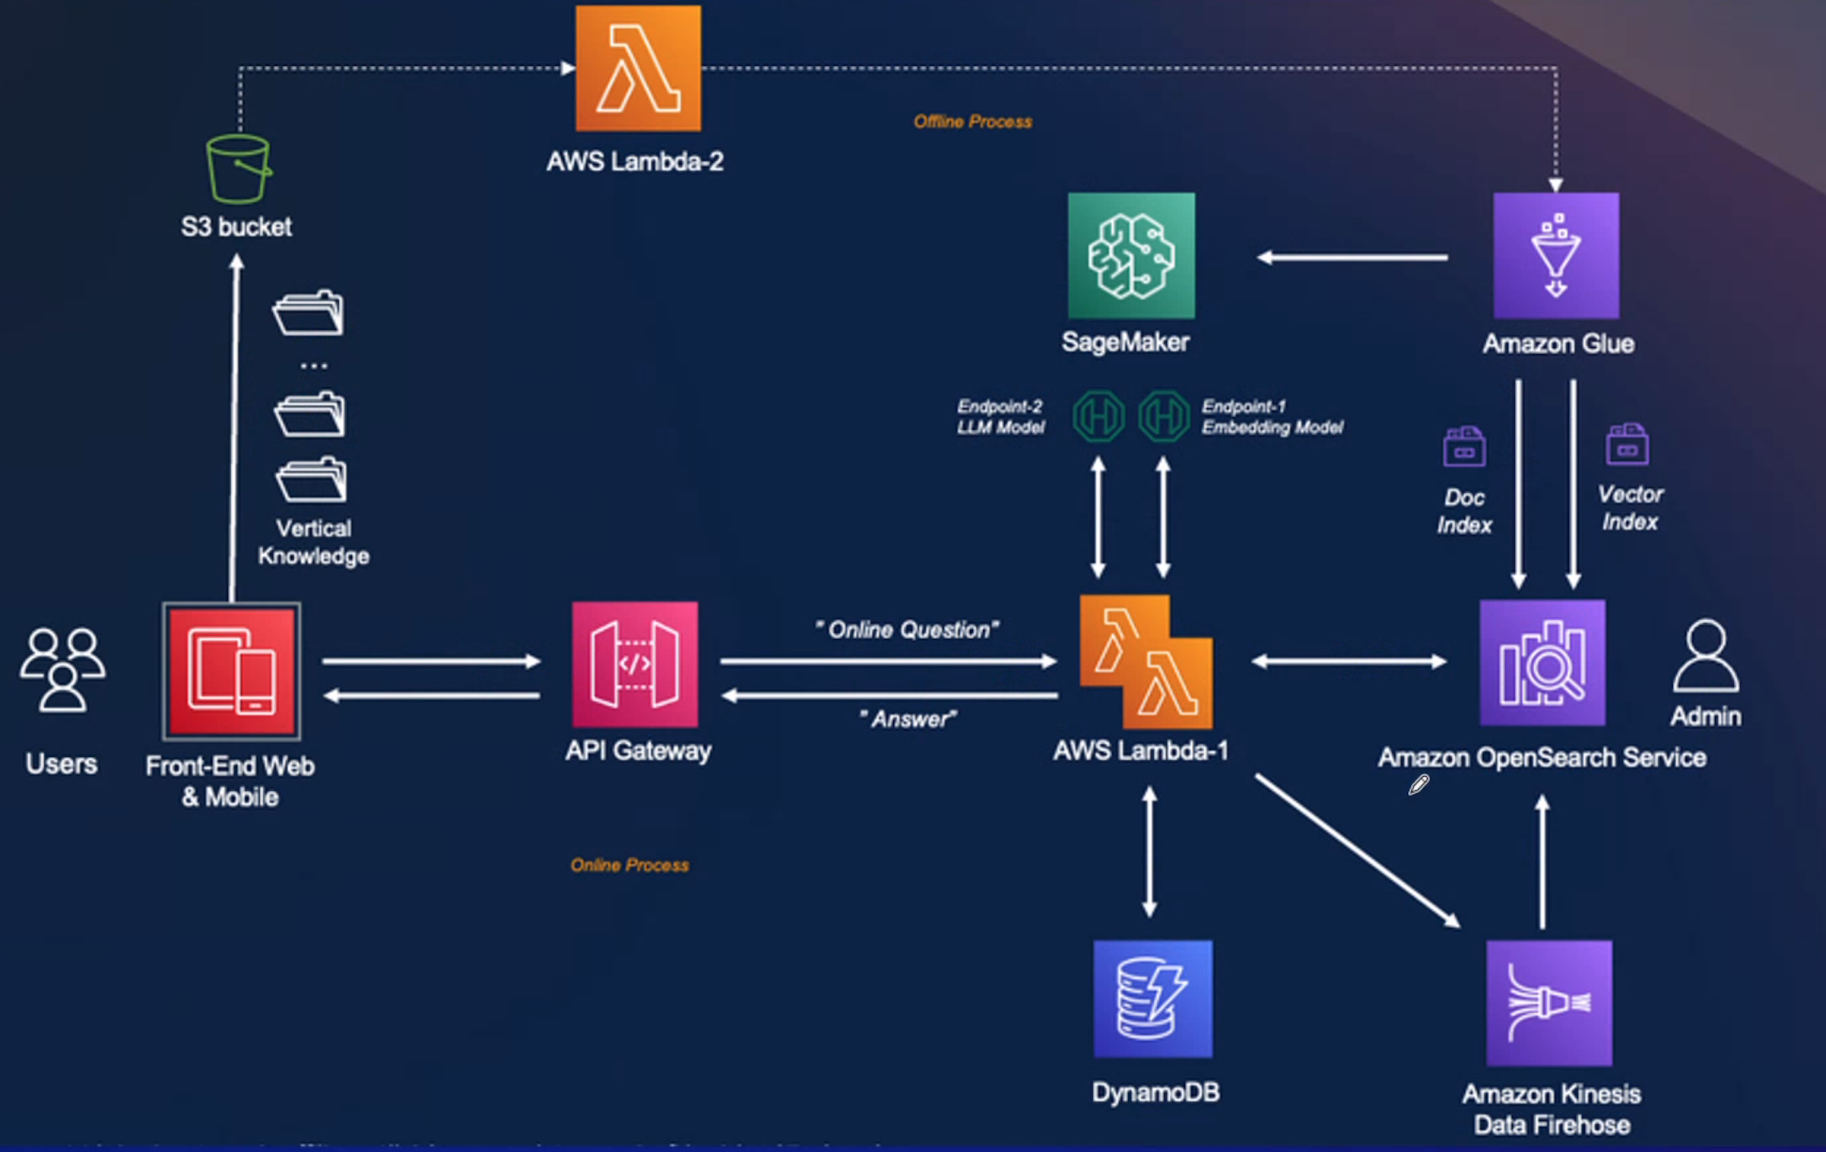 AWS Lambda-2
Offline Process
S3 bucket
SageMaker
Amazon Glue
...
Endpoint-2
LLM Model
Endpoint-1
Embedding Model
Doc
Index
Vector
Index
Vertical
Knowledge
" Online Question"
" Answer"
Users
Front-End Web
& Mobile
API Gateway
AWS Lambda-1
Amazon OpenSearch Service
Admin
Online Process
DynamoDB
Amazon Kinesis
Data Firehose